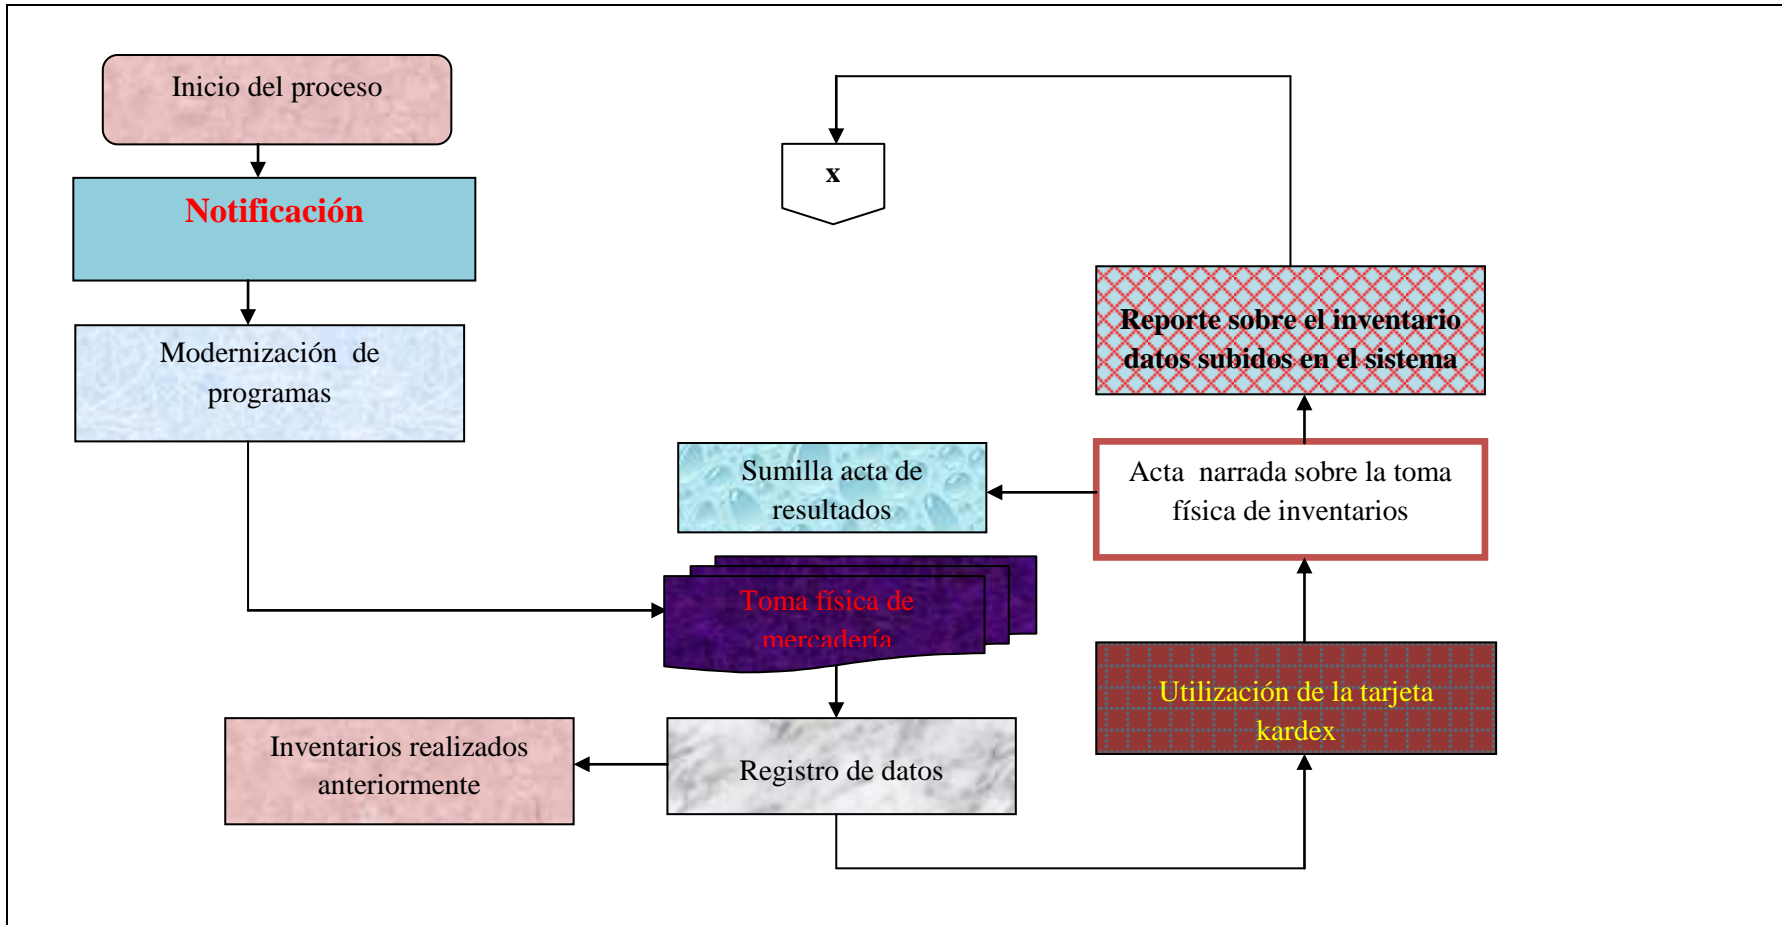 Inicio del proceso
Notificación
Modernización de
programas
x
Reporte sobre el inventario
datos subidos en el sistema
Sumilla acta de
resultados
Acta narrada sobre la toma
física de inventarios
Toma física de
mercadería
Utilización de la tarjeta
kardex
Inventarios realizados
anteriormente
Registro de datos